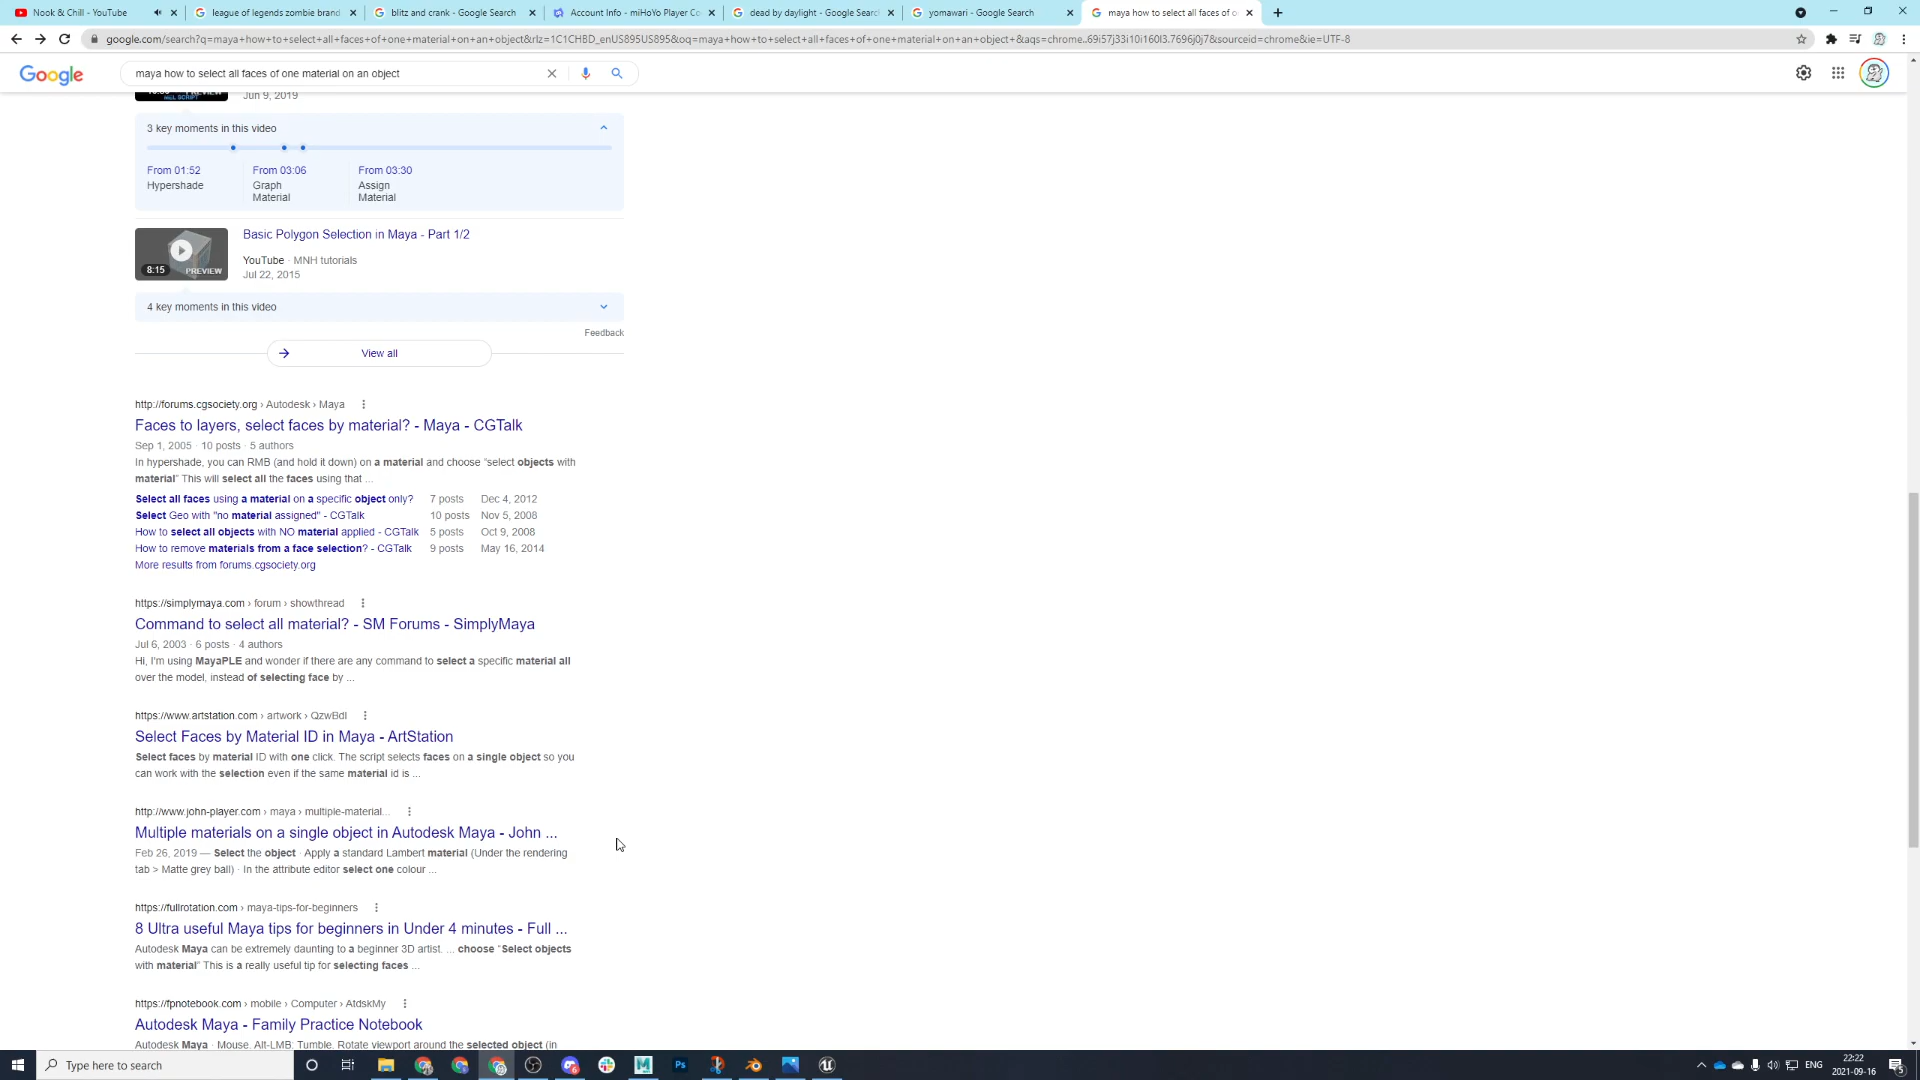 Nook & Chill - YouTube
league of legends zombie brand
blitz and crank - Google Search
Account Info - miHoYo Player Ce
dead by daylight - Google Search
yomawari - Google Search
maya how to select all faces of o
google.com/search?q=maya+how+to+select+all+faces+of+one+material+on+an+object&rlz=1C1CHBD_enUS895US895&oq=maya+how+to+select+all+faces+of+one+material+on+an+object+&aqs=chrome..69i57j33i10i160l3.7696j0j7&sourceid=chrome&ie=UTF-8
Google
maya how to select all faces of one material on an object
PREVIEW
MEL SCRIPT
Jun 9, 2019
3 key moments in this video
From 01:52
Hypershade
From 03:06
Graph
Material
From 03:30
Assign
Material
8:15
PREVIEW
Basic Polygon Selection in Maya - Part 1/2
YouTube · MNH tutorials
Jul 22, 2015
4 key moments in this video
Feedback
View all
http://forums.cgsociety.org › Autodesk › Maya
Faces to layers, select faces by material? - Maya - CGTalk
Sep 1, 2005 · 10 posts · 5 authors
In hypershade, you can RMB (and hold it down) on a material and choose “select objects with
material” This will select all the faces using that ...
Select all faces using a material on a specific object only? 7 posts Dec 4, 2012
Select Geo with "no material assigned" - CGTalk 10 posts Nov 5, 2008
How to select all objects with NO material applied - CGTalk 5 posts Oct 9, 2008
How to remove materials from a face selection? - CGTalk 9 posts May 16, 2014
More results from forums.cgsociety.org
https://simplymaya.com › forum › showthread
Command to select all material? - SM Forums - SimplyMaya
Jul 6, 2003 · 6 posts · 4 authors
Hi, I'm using MayaPLE and wonder if there are any command to select a specific material all
over the model, instead of selecting face by ...
https://www.artstation.com › artwork › QzwBdl
Select Faces by Material ID in Maya - ArtStation
Select faces by material ID with one click. The script selects faces on a single object so you
can work with the selection even if the same material id is ...
http://www.john-player.com › maya › multiple-material...
Multiple materials on a single object in Autodesk Maya - John ...
Feb 26, 2019 — Select the object · Apply a standard Lambert material (Under the rendering
tab > Matte grey ball) · In the attribute editor select one colour ...
https://fullrotation.com › maya-tips-for-beginners
8 Ultra useful Maya tips for beginners in Under 4 minutes - Full ...
Autodesk Maya can be extremely daunting to a beginner 3D artist. ... choose “Select objects
with material” This is a really useful tip for selecting faces ...
https://fpnotebook.com › mobile › Computer › AtdskMy
Autodesk Maya - Family Practice Notebook
Autodesk Maya · Mouse. Alt-LMB: Tumble. Rotate viewport around the selected object (in
Type here to search
ENG
22:22
2021-09-16